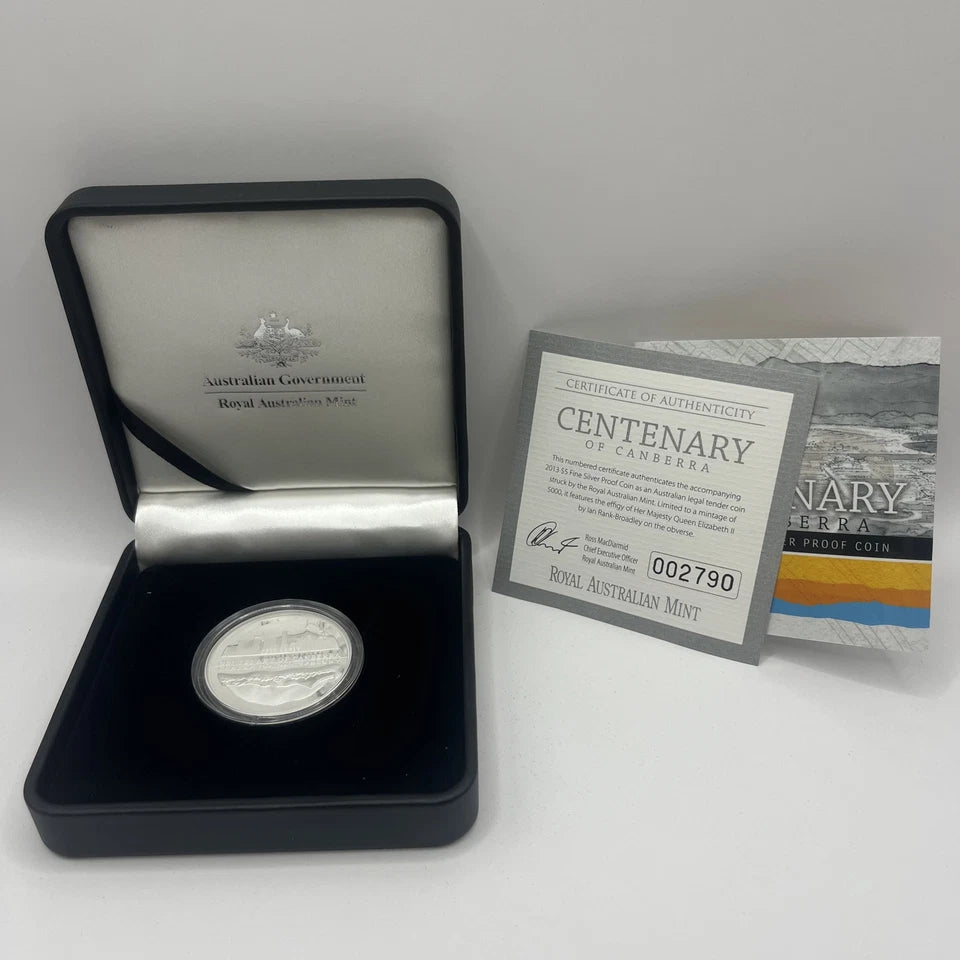 Australian Government
Royal Australian Mint
CERTIFICATE OF AUTHENTICITY
CENTENARY
OF CANBERRA
This numbered certificate authenticates the accompanying
2013 $5 Fine Silver Proof Coin as an Australian legal tender coin
struck by the Royal Australian Mint. Limited to a mintage of
5000, it features the effigy of Her Majesty Queen Elizabeth II
by Ian Rank-Broadley on the obverse.
Ross MacDiarmid
Chief Executive Officer
Royal Australian Mint
002790
ROYAL AUSTRALIAN MINT
NARY
BERRA
ER PROOF COIN